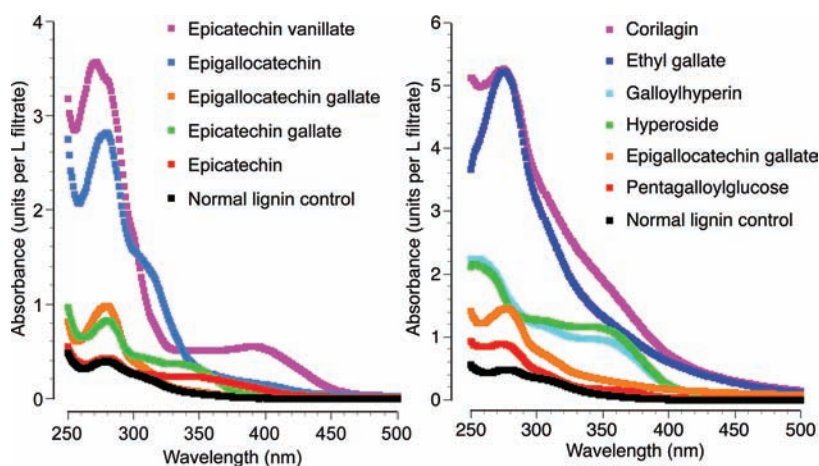 4
3
2
1
0
Absorbance (units per L filtrate)
Epicatechin vanillate
Epigallocatechin
Epigallocatechin gallate
Epicatechin gallate
Epicatechin
Normal lignin control
250 300 350 400 450 500
Wavelength (nm)
6
5
4
3
2
1
0
Absorbance (units per L filtrate)
Corilagin
Ethyl gallate
Galloylhyperin
Hyperoside
Epigallocatechin gallate
Pentagalloylglucose
Normal lignin control
250 300 350 400 450 500
Wavelength (nm)